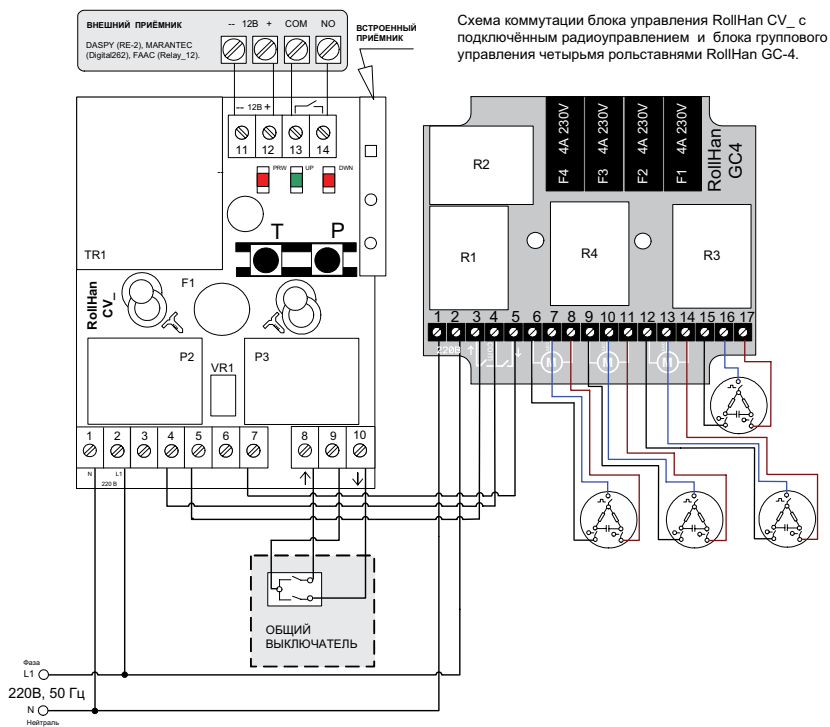 ВНЕШНИЙ ПРИЁМНИК
DASPY (RE-2), MARANTEC
(Digital262), FAAC (Relay_12).
-- 12В + COM NO
ВСТРОЕННЫЙ
ПРИЁМНИК
Схема коммутации блока управления RollHan CV_ с
подключённым радиоуправлением и блока группового
управления четырьмя рольставнями RollHan GC-4.
-- 12В +
11 12 13 14
PRW UP DWN
T P
TR1
RollHan
CV_
F1
P2 VR1 P3
1 2 3 4 5 6 7 8 9 10
N L1
220 В
↑ ↓
F4 4A 230V
F3 4A 230V
F2 4A 230V
F1 4A 230V
RollHan
GC4
R2
R1 R4 R3
1 2 3 4 5 6 7 8 9 10 11 12 13 14 15 16 17
220В ↑ ↓
M M M
ОБЩИЙ
ВЫКЛЮЧАТЕЛЬ
Фаза
L1
220В, 50 Гц
N
Нейтраль